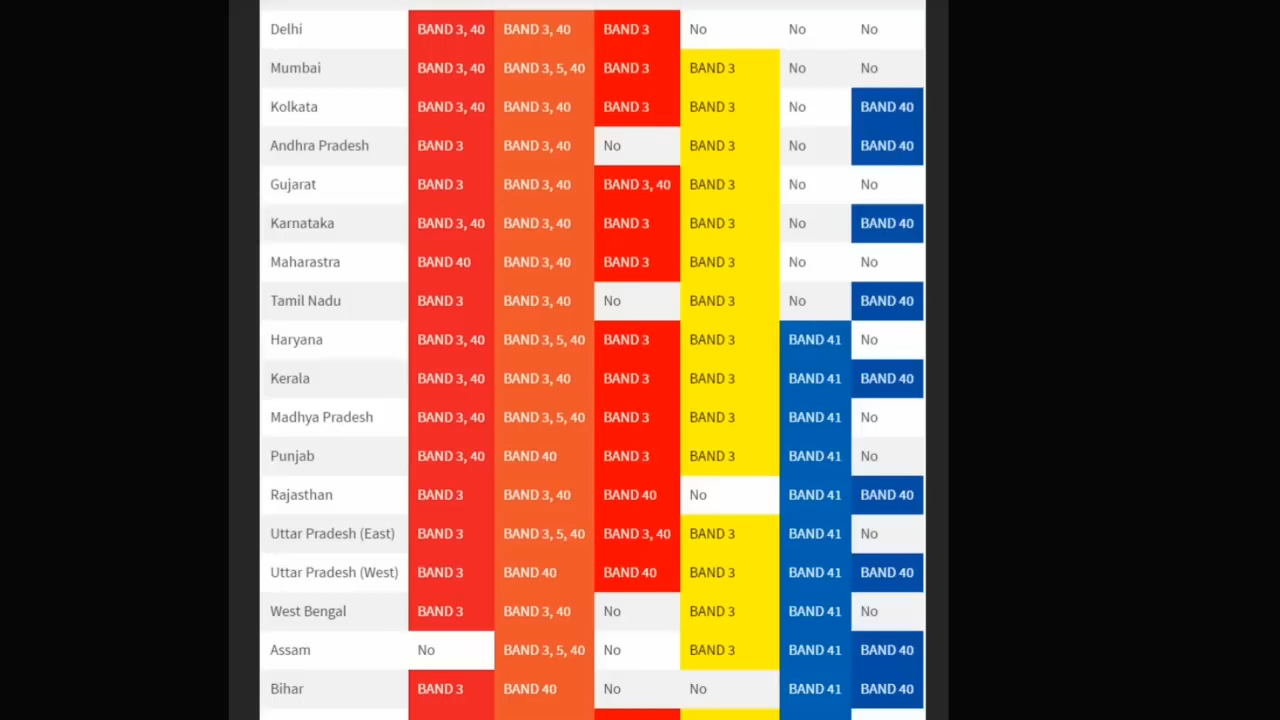 Delhi BAND 3, 40 BAND 3, 40 BAND 3 No No No
Mumbai BAND 3, 40 BAND 3, 5, 40 BAND 3 BAND 3 No No
Kolkata BAND 3, 40 BAND 3, 40 BAND 3 BAND 3 No BAND 40
Andhra Pradesh BAND 3 BAND 3, 40 No BAND 3 No BAND 40
Gujarat BAND 3 BAND 3, 40 BAND 3, 40 BAND 3 No No
Karnataka BAND 3, 40 BAND 3, 40 BAND 3 BAND 3 No BAND 40
Maharastra BAND 40 BAND 3, 40 BAND 3 BAND 3 No No
Tamil Nadu BAND 3 BAND 3, 40 No BAND 3 No BAND 40
Haryana BAND 3, 40 BAND 3, 5, 40 BAND 3 BAND 3 BAND 41 No
Kerala BAND 3, 40 BAND 3, 40 BAND 3 BAND 3 BAND 41 BAND 40
Madhya Pradesh BAND 3, 40 BAND 3, 5, 40 BAND 3 BAND 3 BAND 41 No
Punjab BAND 3, 40 BAND 40 BAND 3 BAND 3 BAND 41 No
Rajasthan BAND 3 BAND 3, 40 BAND 40 No BAND 41 BAND 40
Uttar Pradesh (East) BAND 3 BAND 3, 5, 40 BAND 3, 40 BAND 3 BAND 41 No
Uttar Pradesh (West) BAND 3 BAND 40 BAND 40 BAND 3 BAND 41 BAND 40
West Bengal BAND 3 BAND 3, 40 No BAND 3 BAND 41 No
Assam No BAND 3, 5, 40 No BAND 3 BAND 41 BAND 40
Bihar BAND 3 BAND 40 No No BAND 41 BAND 40